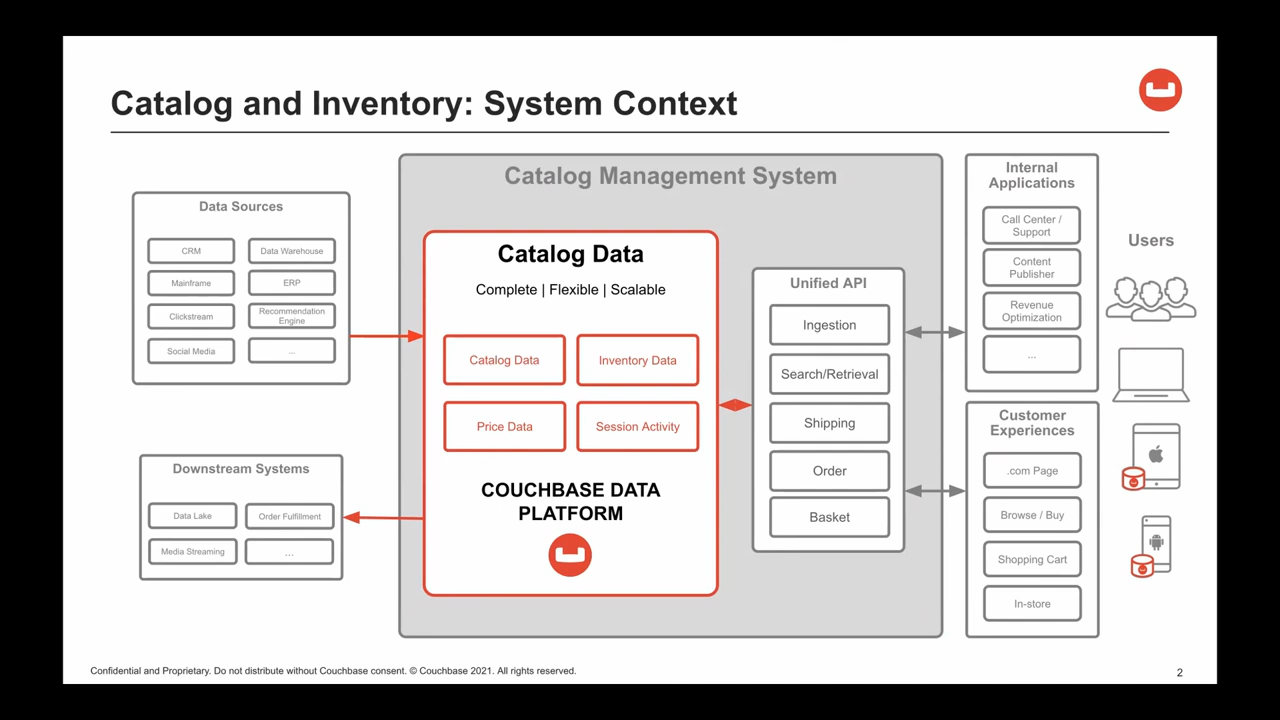 Catalog and Inventory: System Context
Data Sources
CRM
Data Warehouse
Mainframe
ERP
Clickstream
Recommendation
Engine
Social Media
...
Downstream Systems
Data Lake
Order Fulfillment
Media Streaming
...
Catalog Management System
Catalog Data
Complete | Flexible | Scalable
Catalog Data
Inventory Data
Price Data
Session Activity
COUCHBASE DATA
PLATFORM
Unified API
Ingestion
Search/Retrieval
Shipping
Order
Basket
Internal
Applications
Call Center /
Support
Content
Publisher
Revenue
Optimization
...
Customer
Experiences
.com Page
Browse / Buy
Shopping Cart
In-store
Users
Confidential and Proprietary. Do not distribute without Couchbase consent. © Couchbase 2021. All rights reserved.
2